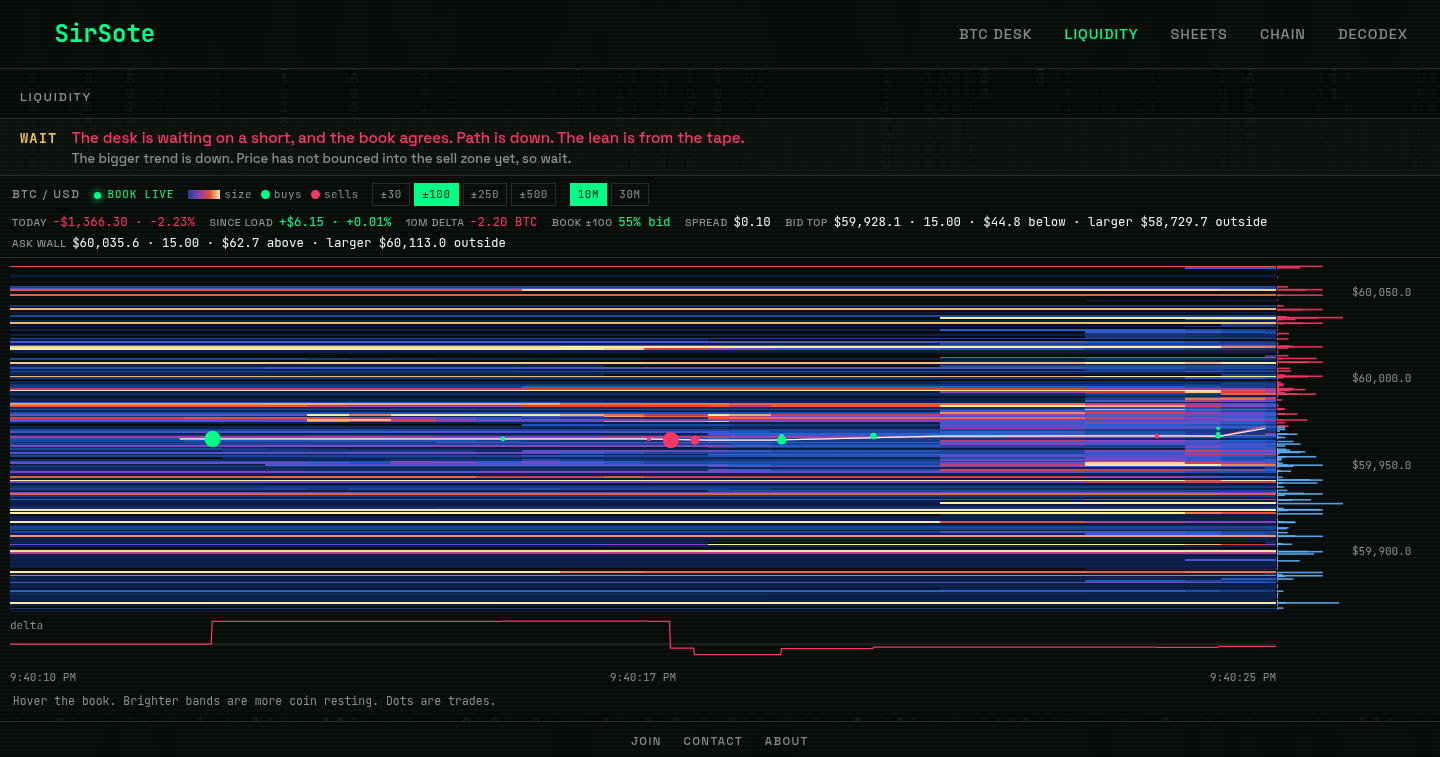 SirSote
BTC DESK LIQUIDITY SHEETS CHAIN DECODEX
LIQUIDITY
WAIT The desk is waiting on a short, and the book agrees. Path is down. The lean is from the tape.
The bigger trend is down. Price has not bounced into the sell zone yet, so wait.
BTC / USD BOOK LIVE size buys sells ±30 ±100 ±250 ±500 10M 30M
TODAY -$1,366.30 · -2.23% SINCE LOAD +$6.15 · +0.01% 10M DELTA -2.20 BTC BOOK ±100 55% bid SPREAD $0.10 BID TOP $59,928.1 · 15.00 · $44.8 below · larger $58,729.7 outside
ASK WALL $60,035.6 · 15.00 · $62.7 above · larger $60,113.0 outside
$60,050.0
$60,000.0
$59,950.0
$59,900.0
delta
9:40:10 PM 9:40:17 PM 9:40:25 PM
Hover the book. Brighter bands are more coin resting. Dots are trades.
JOIN CONTACT ABOUT